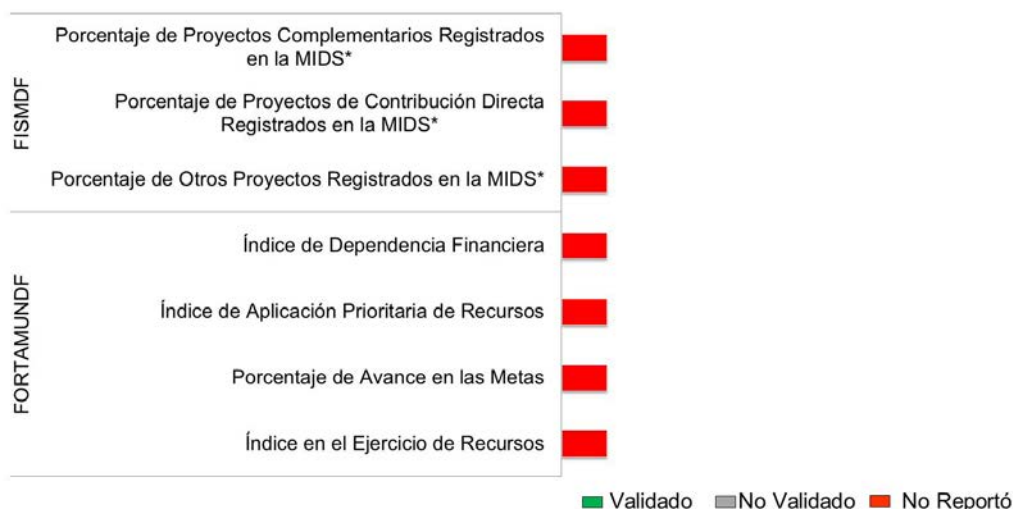 FISMDF
Porcentaje de Proyectos Complementarios Registrados
en la MIDS*
Porcentaje de Proyectos de Contribución Directa
Registrados en la MIDS*
Porcentaje de Otros Proyectos Registrados en la MIDS*
FORTAMUNDF
Índice de Dependencia Financiera
Índice de Aplicación Prioritaria de Recursos
Porcentaje de Avance en las Metas
Índice en el Ejercicio de Recursos
Validado No Validado No Reportó